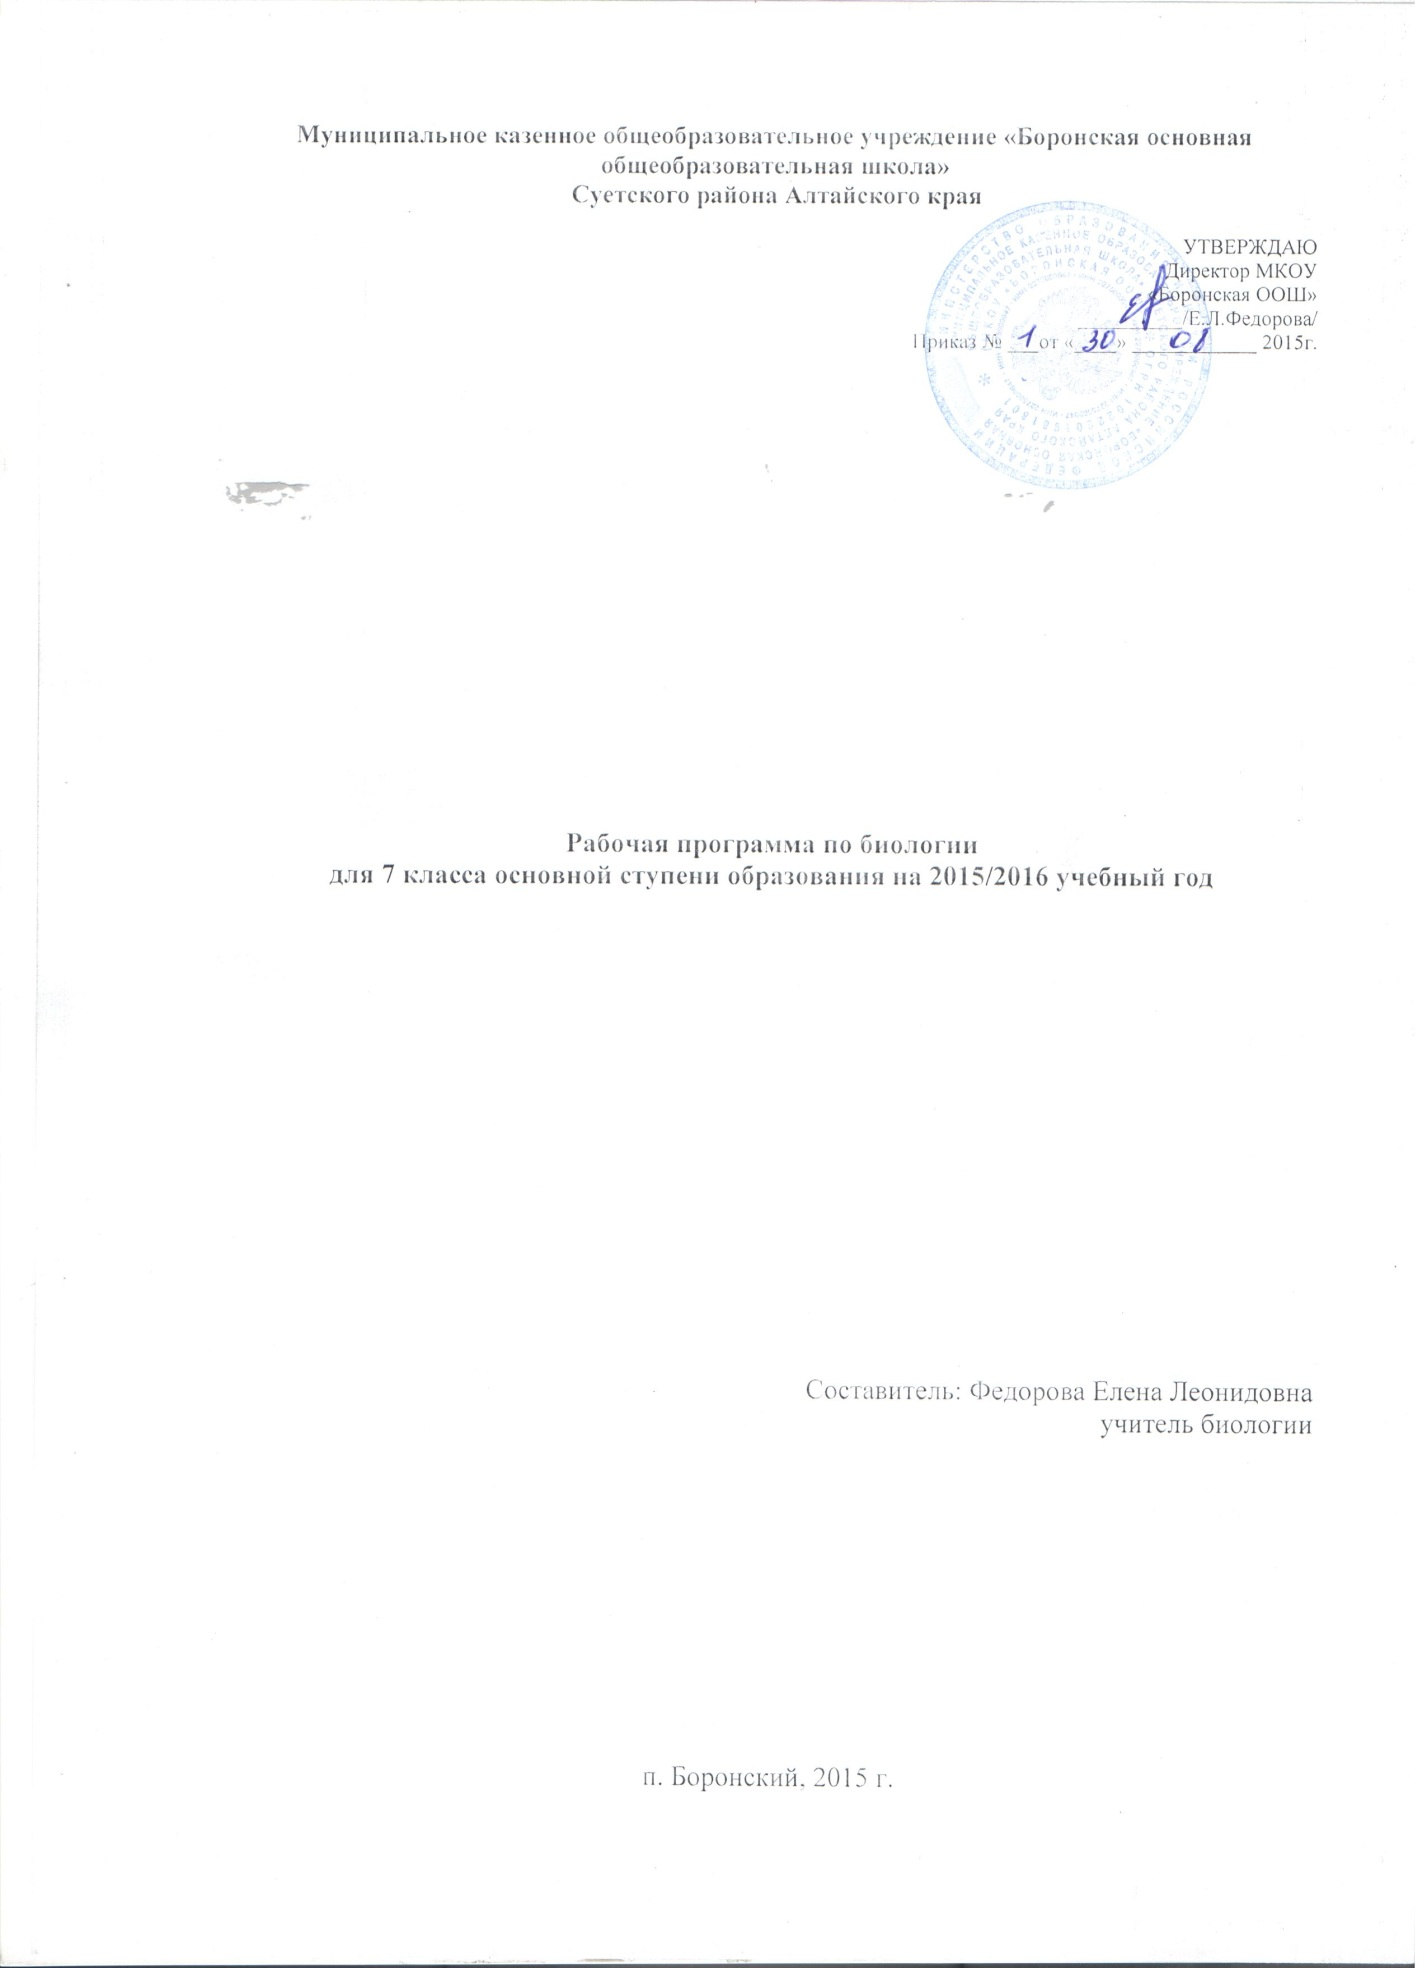 Муниципальное казенное общеобразовательное учреждение «Боронская основная
общеобразовательная школа»
Суетского района Алтайского края
УТВЕРЖДАЮ
Директор МКОУ
«Боронская ООШ»
/Е.Л.Федорова/
Приказ № 1 от «30» 08 2015г.
Рабочая программа по биологии
для 7 класса основной ступени образования на 2015/2016 учебный год
Составитель: Федорова Елена Леонидовна
учитель биологии
п. Боронский, 2015 г.